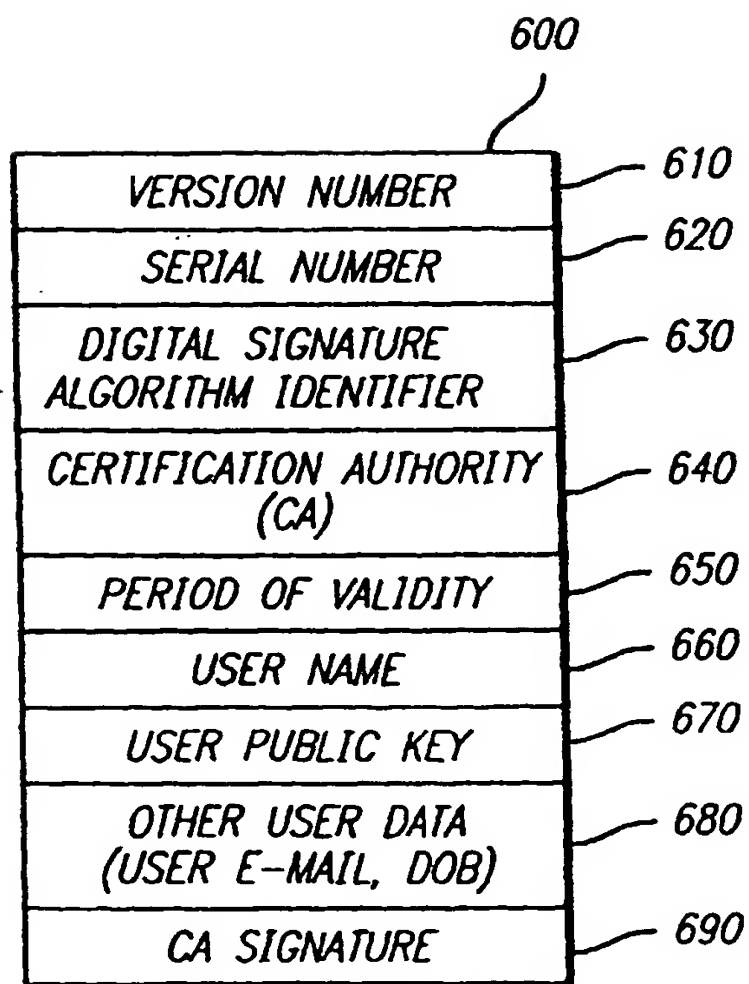 600
VERSION NUMBER 610
SERIAL NUMBER 620
DIGITAL SIGNATURE
ALGORITHM IDENTIFIER 630
CERTIFICATION AUTHORITY
(CA) 640
PERIOD OF VALIDITY 650
USER NAME 660
USER PUBLIC KEY 670
OTHER USER DATA
(USER E-MAIL, DOB) 680
CA SIGNATURE 690